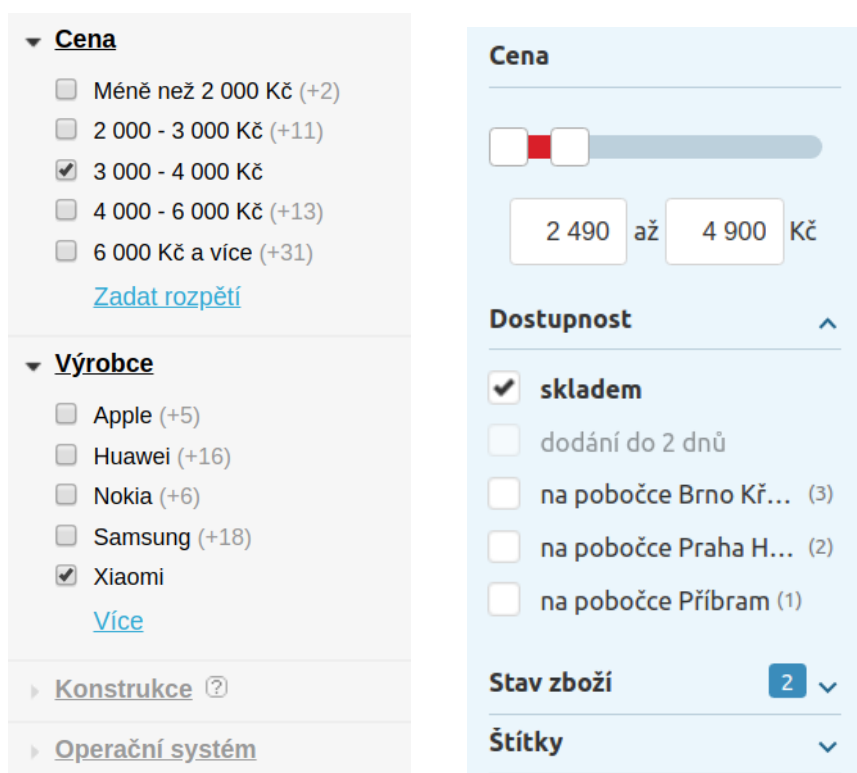 Cena
Méně než 2 000 Kč (+2)
2 000 - 3 000 Kč (+11)
3 000 - 4 000 Kč
4 000 - 6 000 Kč (+13)
6 000 Kč a více (+31)
Zadat rozpětí
Výrobce
Apple (+5)
Huawei (+16)
Nokia (+6)
Samsung (+18)
Xiaomi
Více
Konstrukce ?
Operační systém
Cena
2 490 až 4 900 Kč
Dostupnost
skladem
dodání do 2 dnů
na pobočce Brno Kř... (3)
na pobočce Praha H... (2)
na pobočce Příbram (1)
Stav zboží 2
Štítky